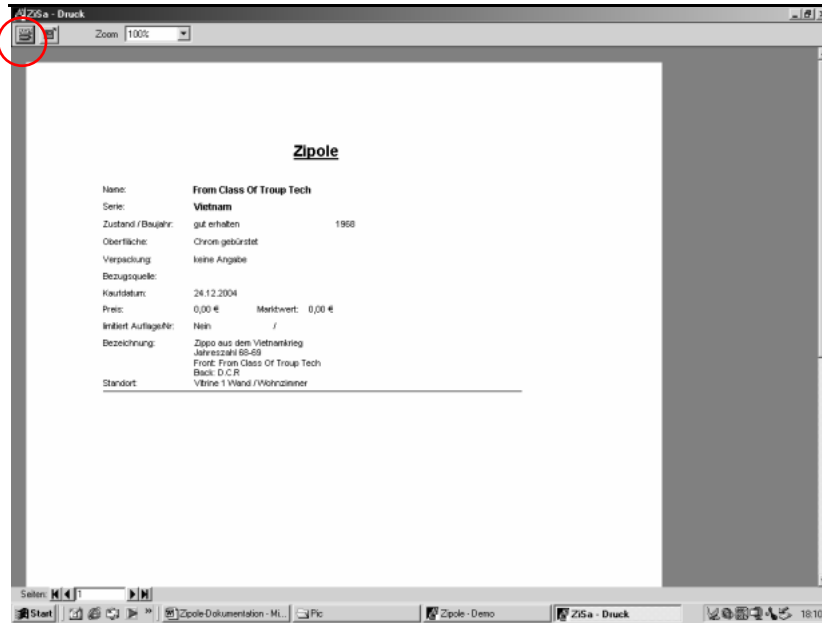 ZiSa - Druck
Zoom 100%
Zipole
Name: From Class Of Troup Tech
Serie: Vietnam
Zustand / Baujahr: gut erhalten 1968
Oberfläche: Chrom gebürstet
Verpackung: keine Angabe
Bezugsquelle:
Kaufdatum: 24.12.2004
Preis: 0,00 € Marktwert: 0,00 €
limitiert Auflage/Nr: Nein /
Bezeichnung: Zippo aus dem Vietnamkrieg
Jahreszahl 68-69
Front: From Class Of Troup Tech
Back: D.C.R
Standort: Vitrine 1 Wand / Wohnzimmer
Seiten: 1
Start » Zipole-Dokumentation - Mi... Pic Zipole - Demo ZiSa - Druck 18:10